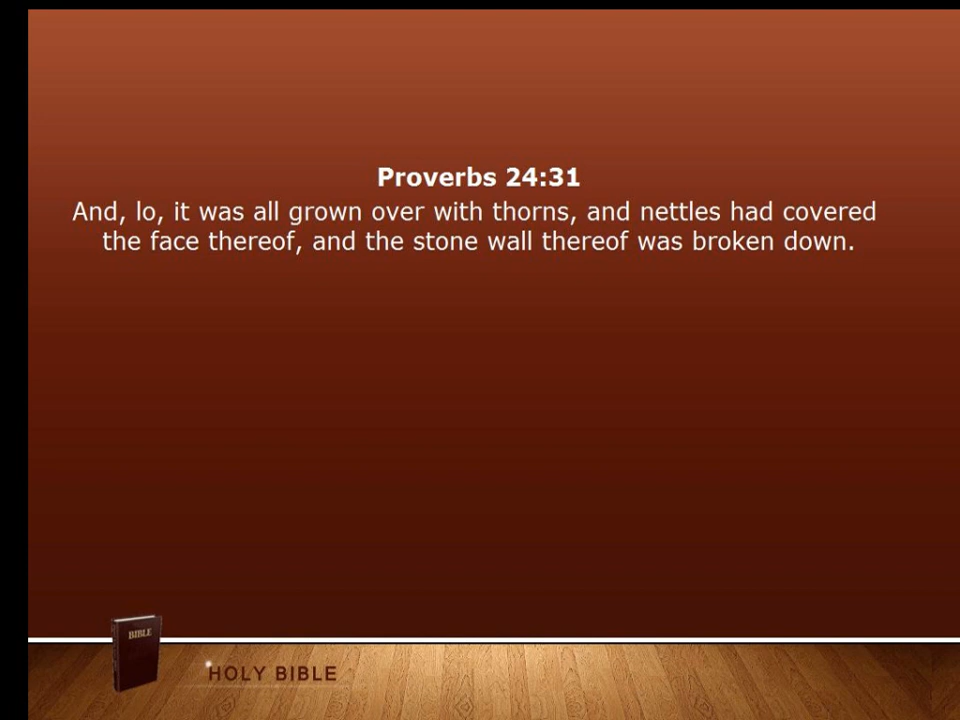 Proverbs 24:31
And, lo, it was all grown over with thorns, and nettles had covered
the face thereof, and the stone wall thereof was broken down.
BIBLE
HOLY BIBLE